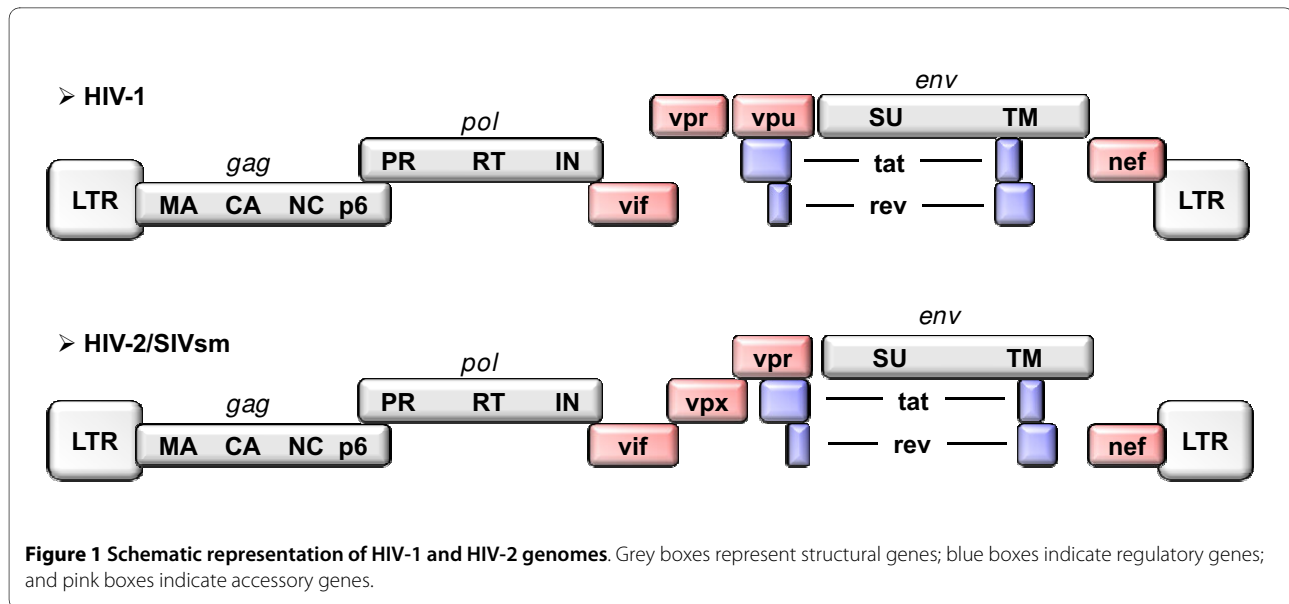 ➢ HIV-1
env
vpr vpu SU TM
pol
PR RT IN tat nef
gag
LTR MA CA NC p6 vif rev LTR
➢ HIV-2/SIVsm
env
vpr SU TM
pol
PR RT IN vpx tat
gag
LTR MA CA NC p6 vif rev nef LTR
Figure 1 Schematic representation of HIV-1 and HIV-2 genomes. Grey boxes represent structural genes; blue boxes indicate regulatory genes;
and pink boxes indicate accessory genes.